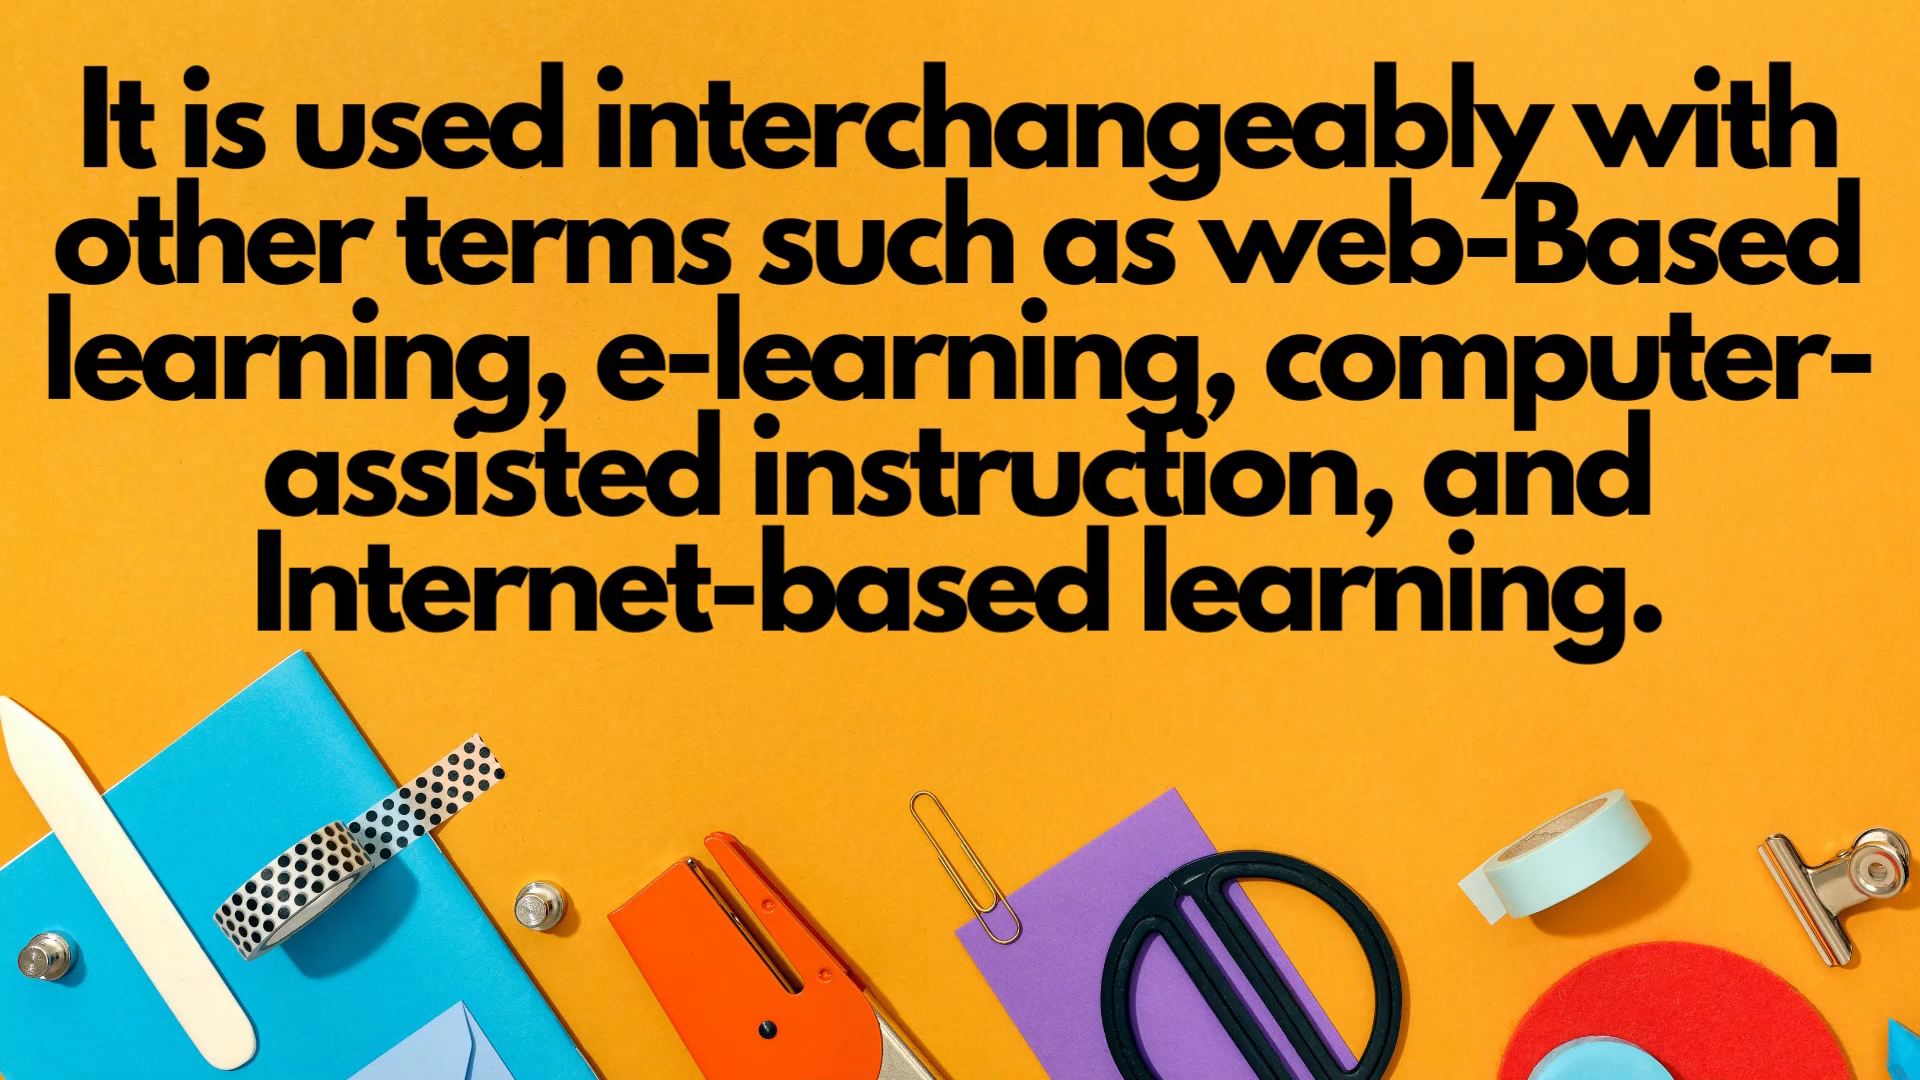 It is used interchangeably with
other terms such as web-Based
learning, e-learning, computer-
assisted instruction, and
Internet-based learning.